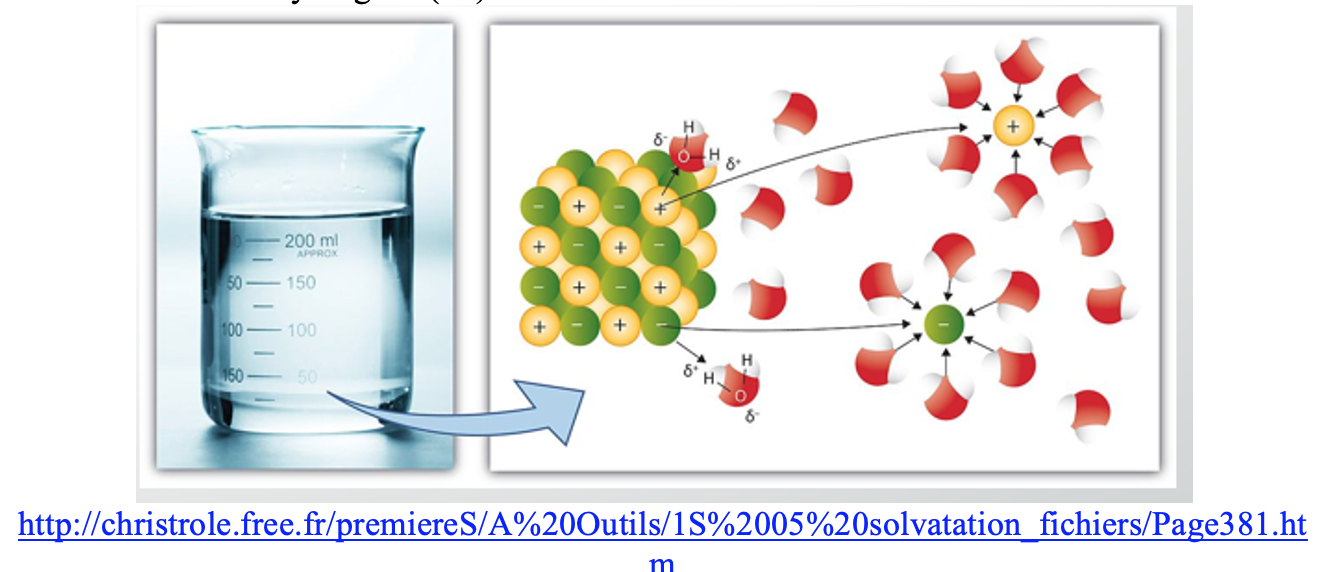 200 ml
APPROX
50 150
100 100
150 50
H
δ-
O H
δ+
- + - +
+ - + -
- + - +
+ - + -
+
-
H
δ+ H
O
δ-
http://christrole.free.fr/premiereS/A%20Outils/1S%2005%20solvatation_fichiers/Page381.ht
m